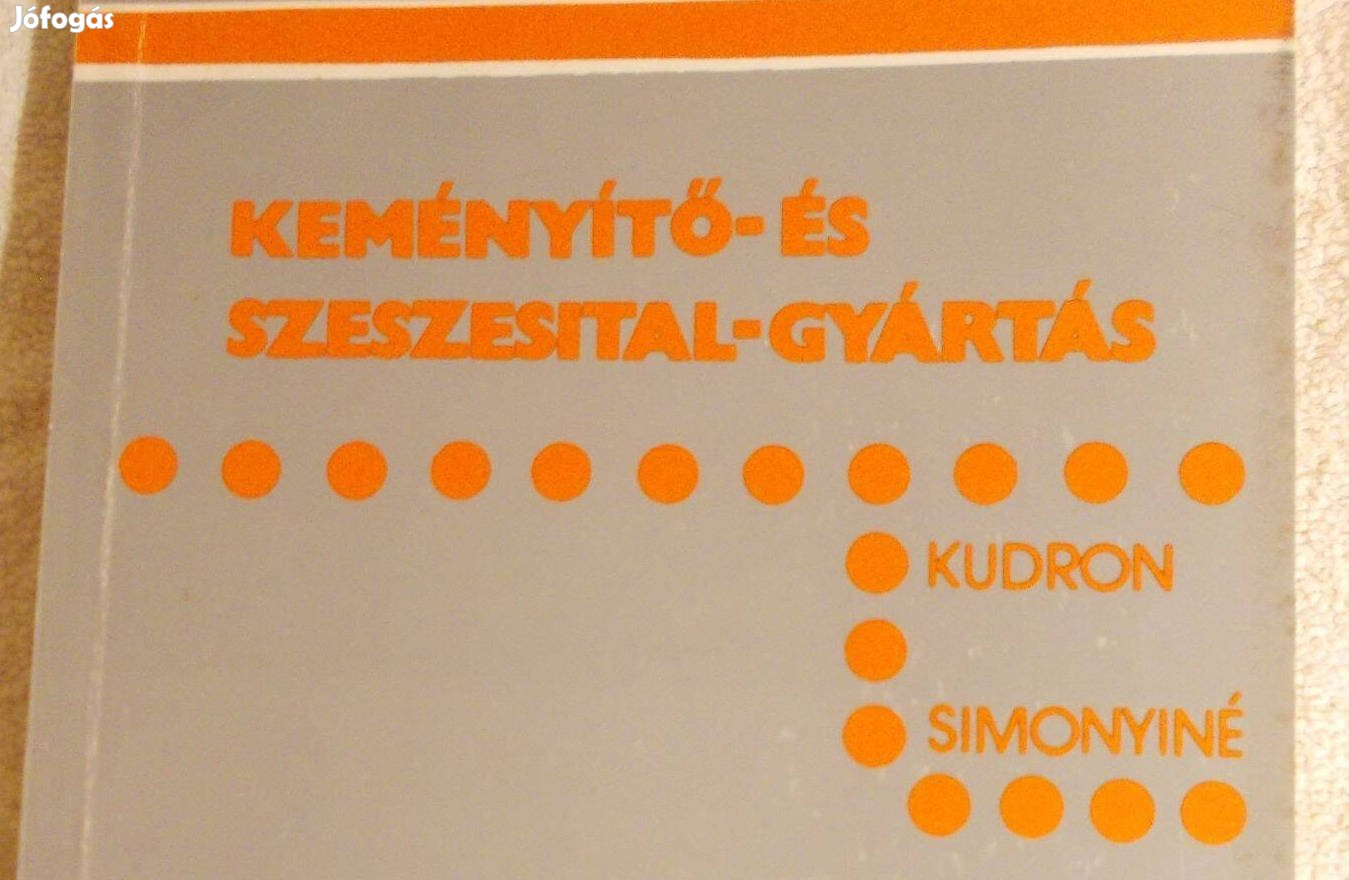 Jófogás
KEMÉNYÍTŐ- ÉS
SZESZESITAL-GYÁRTÁS
KUDRON
SIMONYINÉ